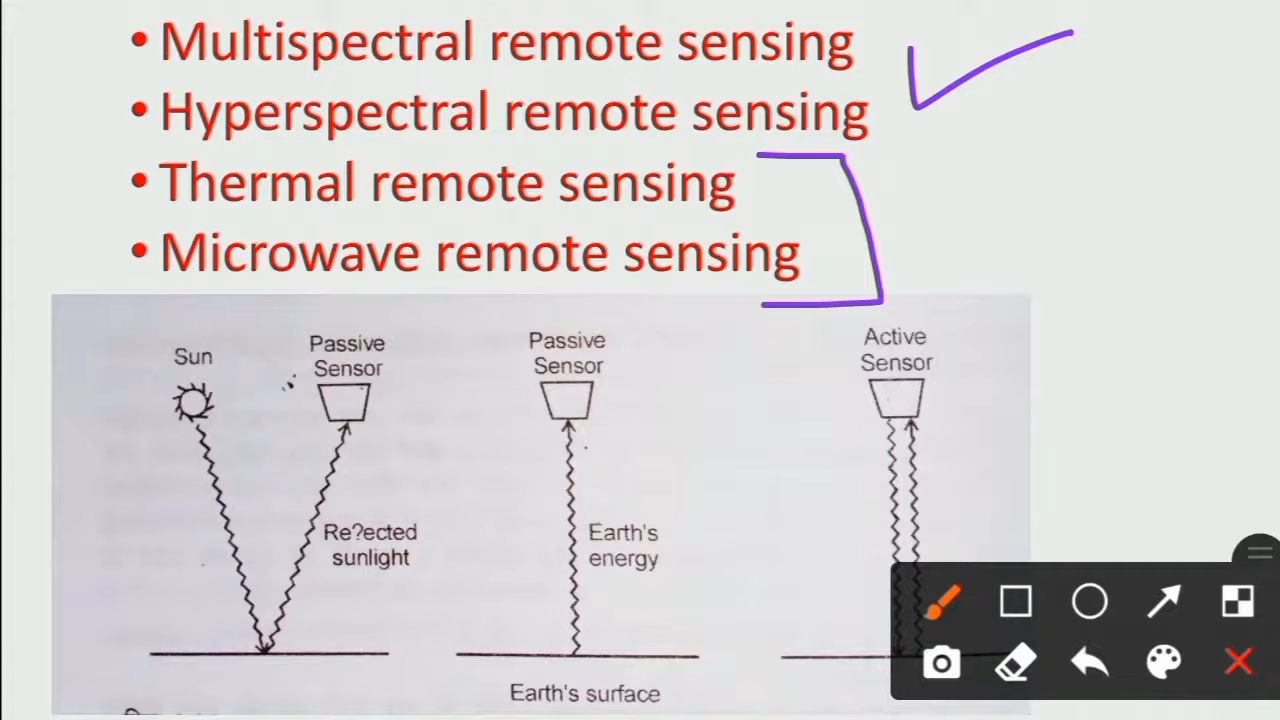 • Multispectral remote sensing
• Hyperspectral remote sensing
• Thermal remote sensing
• Microwave remote sensing
Sun
Passive
Sensor
Passive
Sensor
Active
Sensor
Re?ected
sunlight
Earth's
energy
Earth's surface